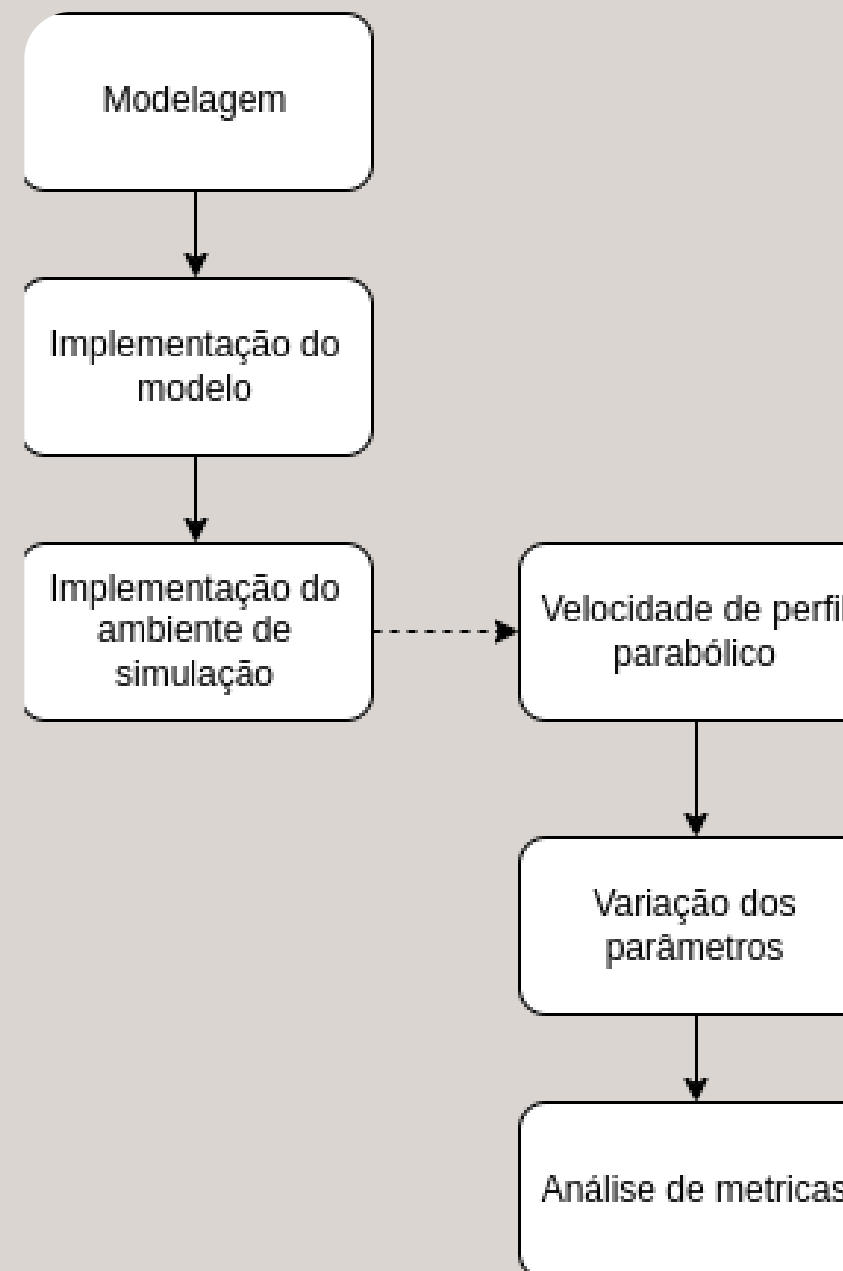 Modelagem
Implementação do
modelo
Implementação do
ambiente de
simulação
Velocidade de perfil
parabólico
Variação dos
parâmetros
Análise de metricas